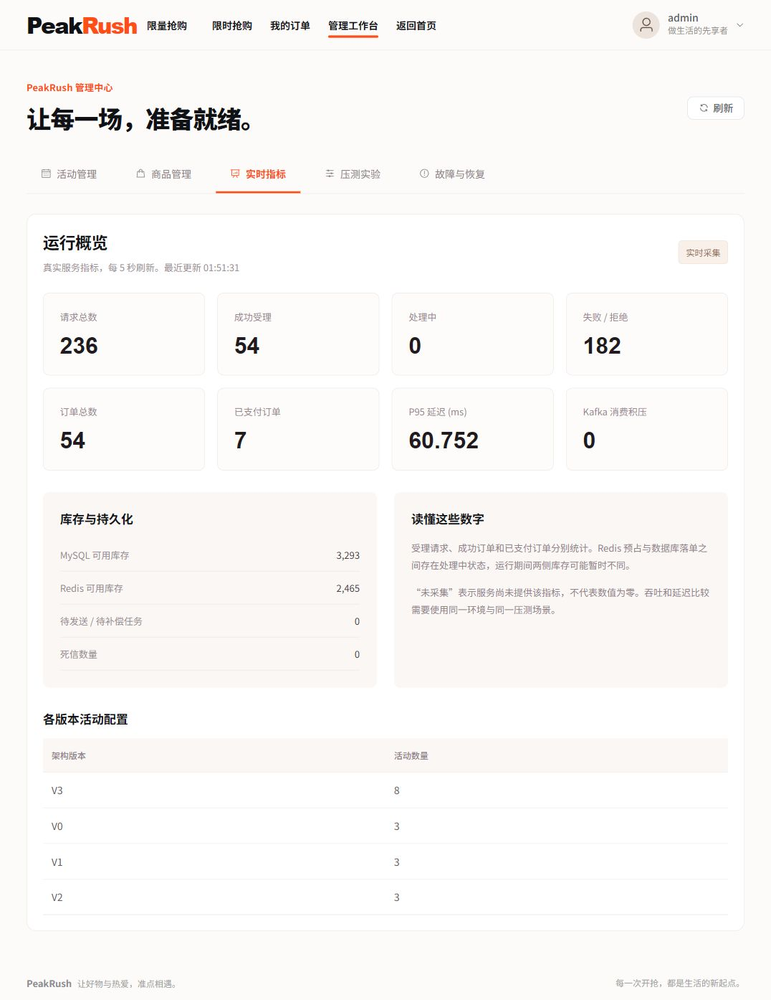 PeakRush 限量抢购 限时抢购 我的订单 管理工作台 返回首页
admin
做生活的先享者
PeakRush 管理中心
让每一场，准备就绪。
刷新
活动管理 商品管理 实时指标 压测实验 故障与恢复
运行概览
真实服务指标，每 5 秒刷新。最近更新 01:51:31
实时采集
请求总数
236
成功受理
54
处理中
0
失败 / 拒绝
182
订单总数
54
已支付订单
7
P95 延迟 (ms)
60.752
Kafka 消费积压
0
库存与持久化
MySQL 可用库存 3,293
Redis 可用库存 2,465
待发送 / 待补偿任务 0
死信数量 0
读懂这些数字
受理请求、成功订单和已支付订单分别统计。Redis 预占与数据库落单之
间存在处理中状态，运行期间两侧库存可能暂时不同。
“未采集”表示服务尚未提供该指标，不代表数值为零。吞吐和延迟比较
需要使用同一环境与同一压测场景。
各版本活动配置
架构版本 活动数量
V3 8
V0 3
V1 3
V2 3
PeakRush 让好物与热爱，准点相遇。
每一次开抢，都是生活的新起点。